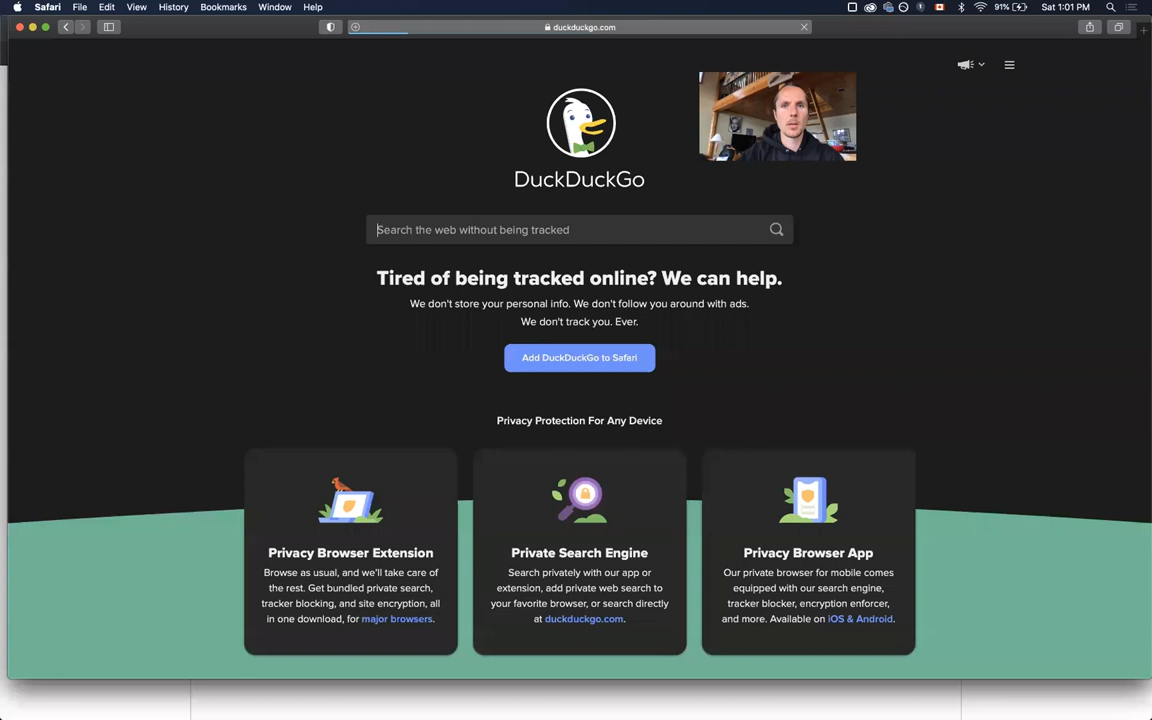 Safari File Edit View History Bookmarks Window Help 91% Sat 1:01 PM
duckduckgo.com
DuckDuckGo
Search the web without being tracked
Tired of being tracked online? We can help.
We don't store your personal info. We don't follow you around with ads.
We don't track you. Ever.
Add DuckDuckGo to Safari
Privacy Protection For Any Device
Privacy Browser Extension
Browse as usual, and we'll take care of
the rest. Get bundled private search,
tracker blocking, and site encryption, all
in one download, for major browsers.
Private Search Engine
Search privately with our app or
extension, add private web search to
your favorite browser, or search directly
at duckduckgo.com.
Privacy Browser App
Our private browser for mobile comes
equipped with our search engine,
tracker blocker, encryption enforcer,
and more. Available on iOS & Android.